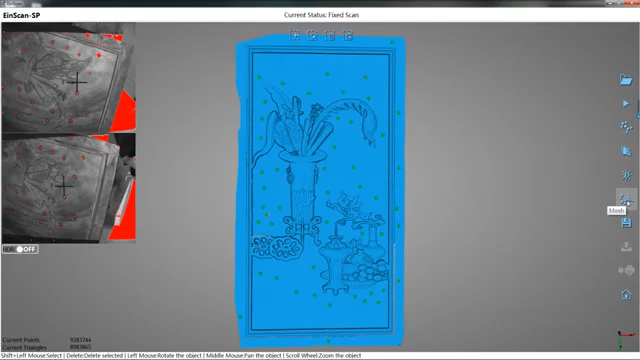 EinScan
EinScan-SP
Current Status: Fixed Scan
Mesh
HDR OFF
Current Points 9283744
Current Triangles 8983865
Shift+Left Mouse:Select | Delete:Delete selected | Left Mouse:Rotate the object | Middle Mouse:Pan the object | Scroll Wheel:Zoom the object